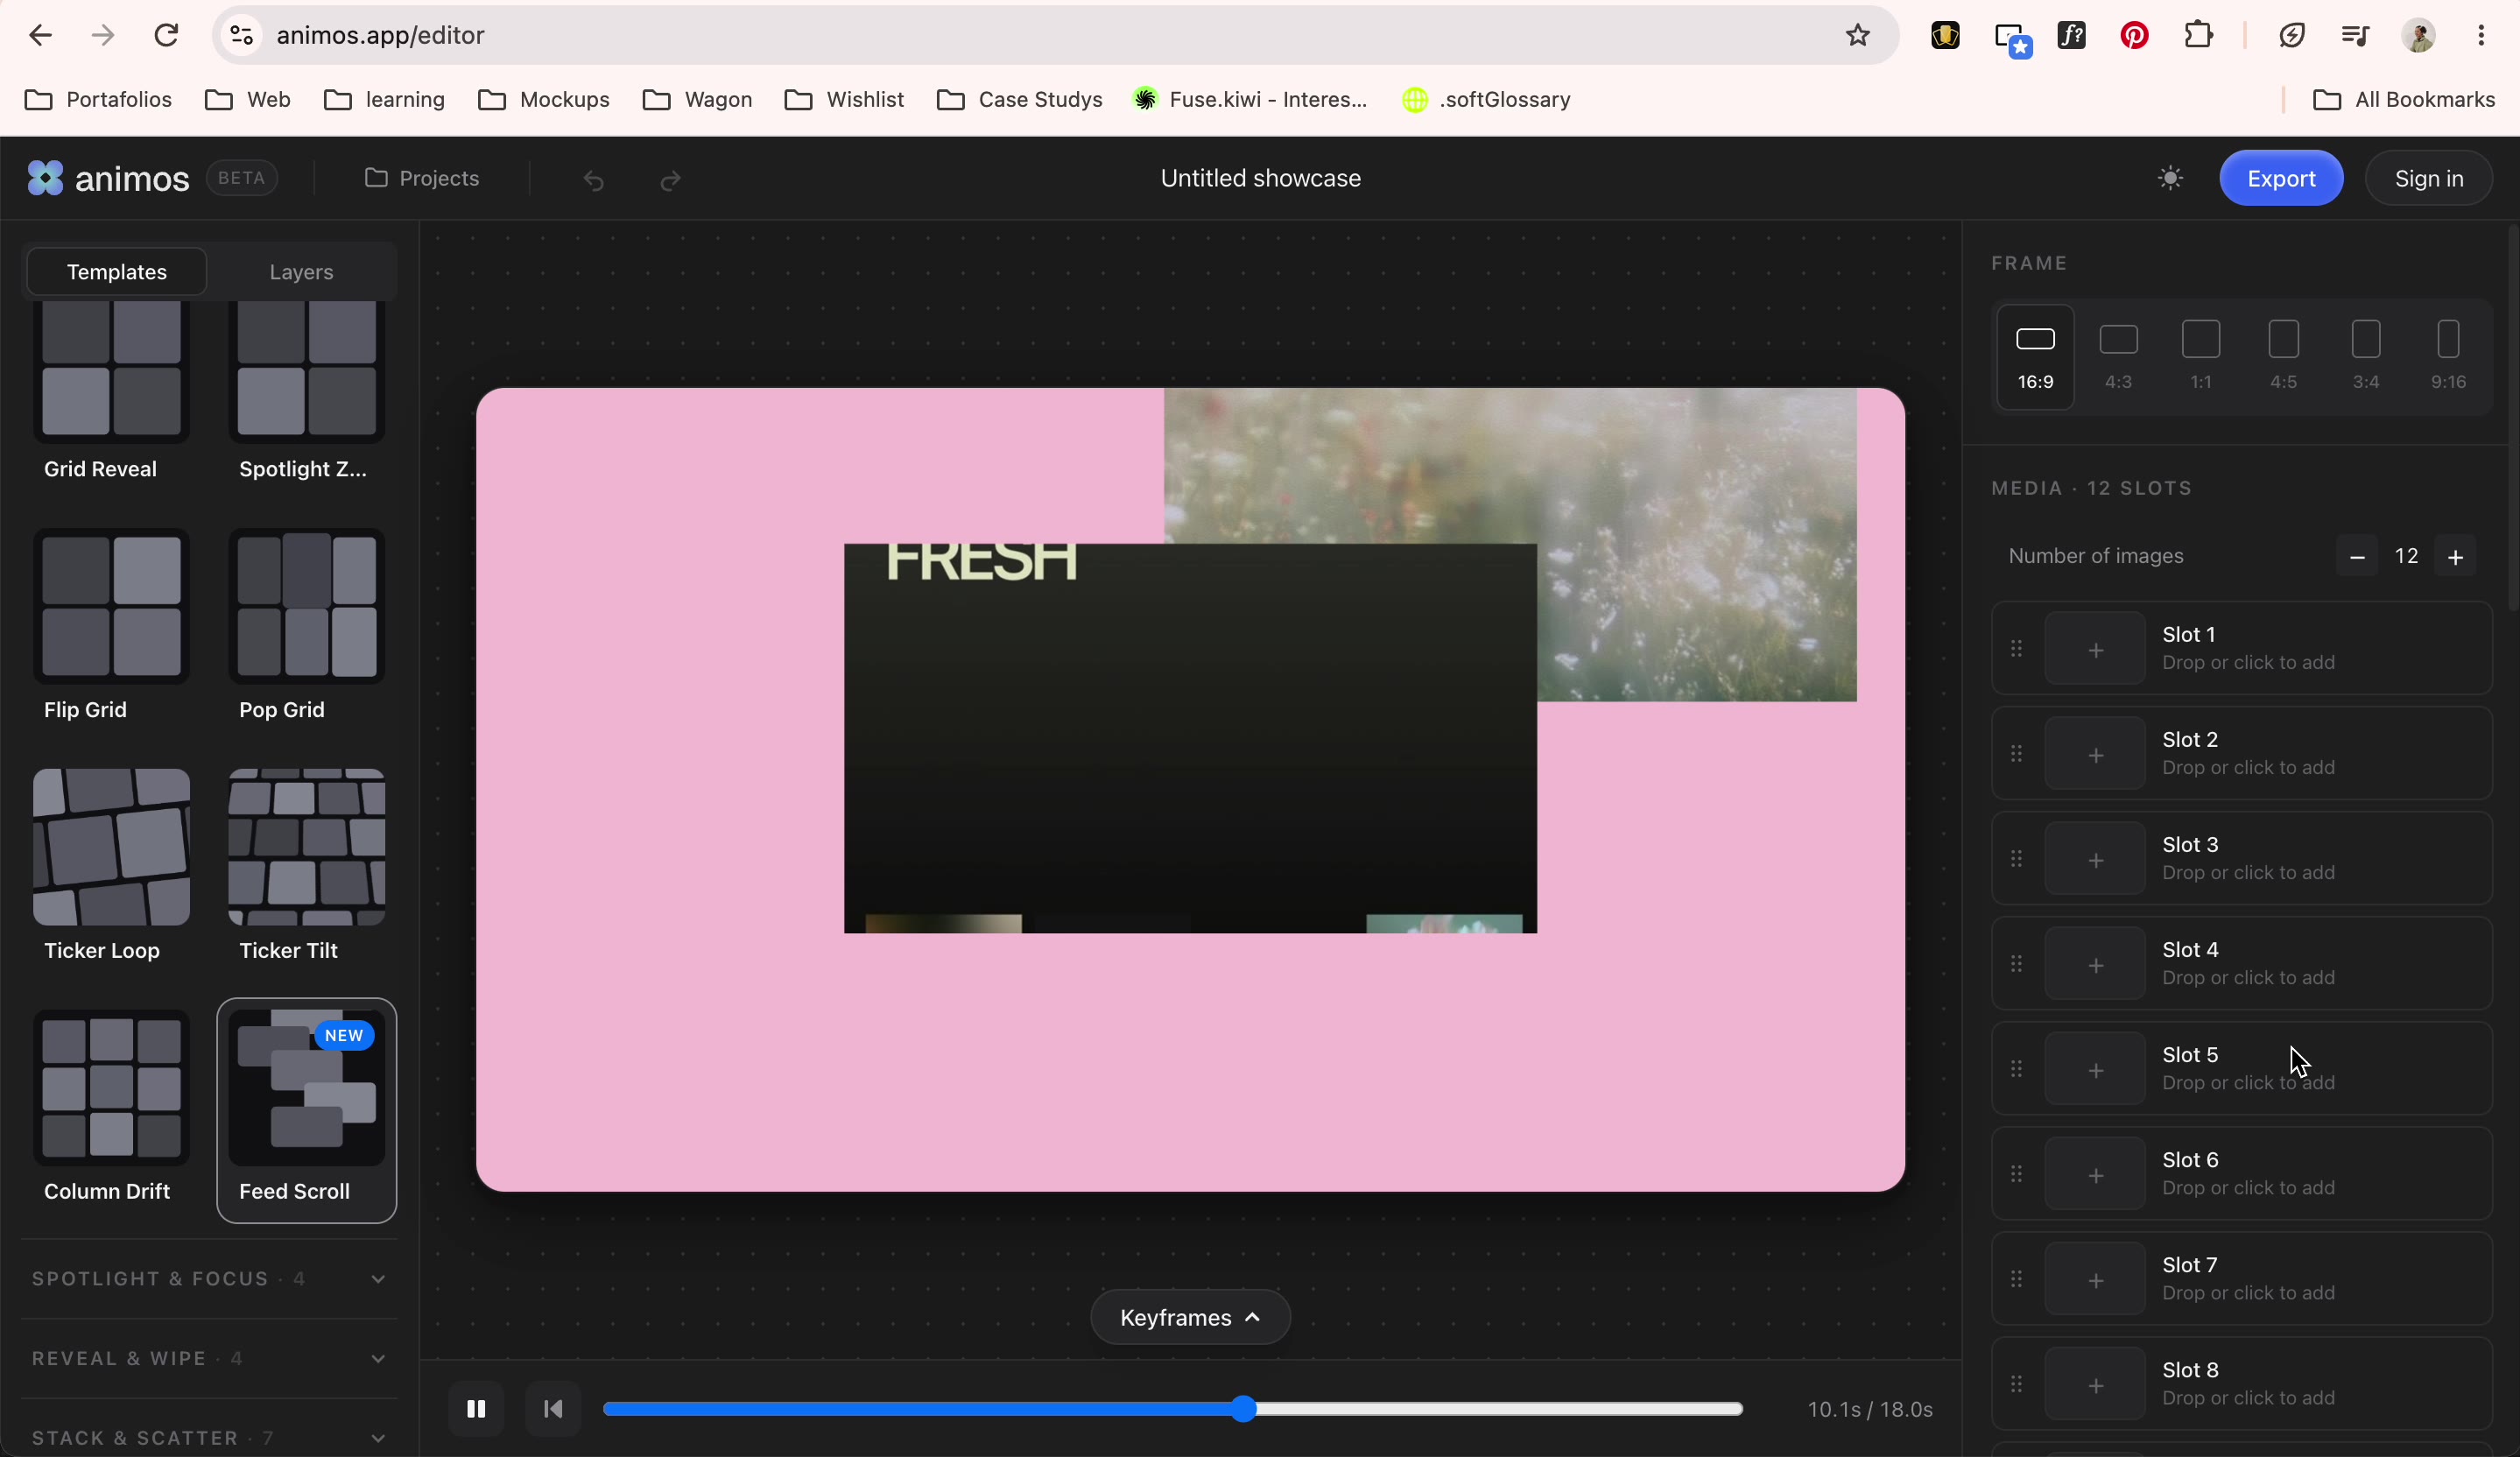 animos.app/editor
Portafolios
Web
learning
Mockups
Wagon
Wishlist
Case Studys
Fuse.kiwi - Interes...
.softGlossary
All Bookmarks
animos
BETA
Projects
Untitled showcase
Export
Sign in
Templates
Layers
Grid Reveal
Spotlight Z...
Flip Grid
Pop Grid
Ticker Loop
Ticker Tilt
NEW
Column Drift
Feed Scroll
SPOTLIGHT & FOCUS · 4
REVEAL & WIPE · 4
STACK & SCATTER · 7
FRESH
Keyframes
10.1s / 18.0s
FRAME
16:9
4:3
1:1
4:5
3:4
9:16
MEDIA · 12 SLOTS
Number of images
− 12 +
Slot 1
Drop or click to add
Slot 2
Drop or click to add
Slot 3
Drop or click to add
Slot 4
Drop or click to add
Slot 5
Drop or click to add
Slot 6
Drop or click to add
Slot 7
Drop or click to add
Slot 8
Drop or click to add